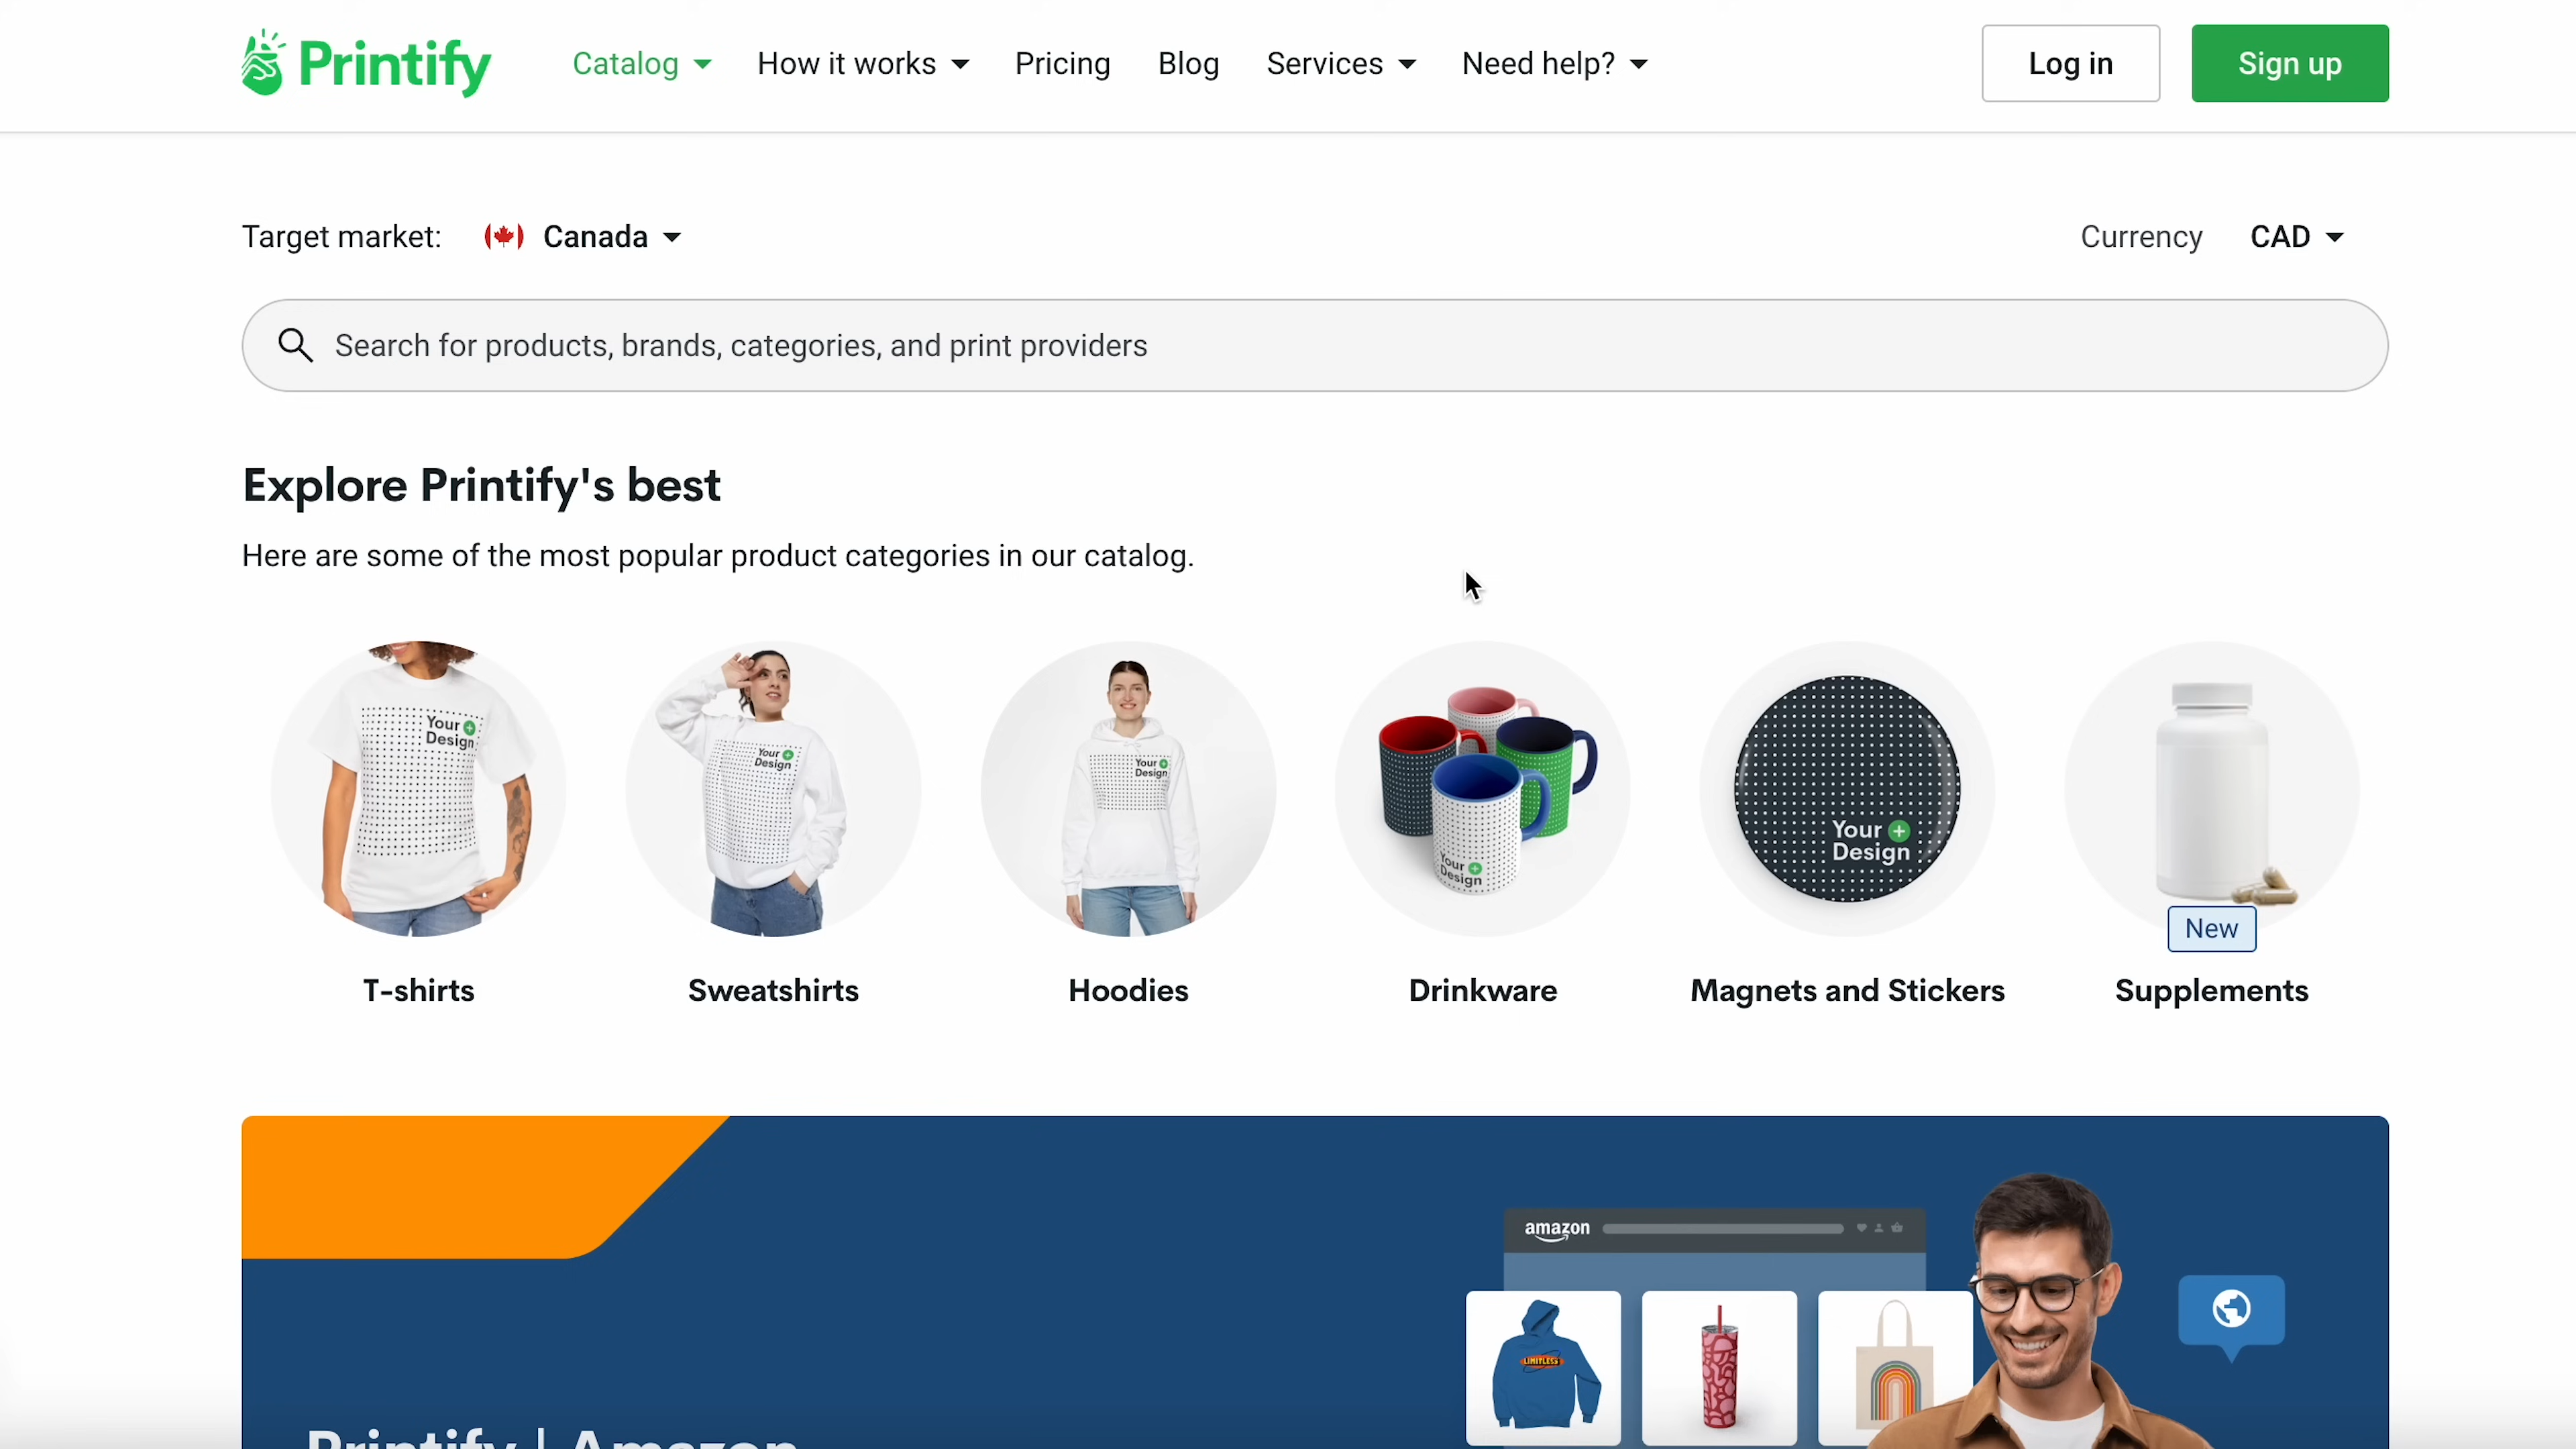 Printify
Catalog
How it works
Pricing
Blog
Services
Need help?
Log in
Sign up
Target market:
Canada
Currency
CAD
Search for products, brands, categories, and print providers
Explore Printify's best
Here are some of the most popular product categories in our catalog.
Your
Design
Your
Design
Your
Design
Your
Design
Your
Design
New
T-shirts
Sweatshirts
Hoodies
Drinkware
Magnets and Stickers
Supplements
amazon
LIMITLESS
Printify | Amazon